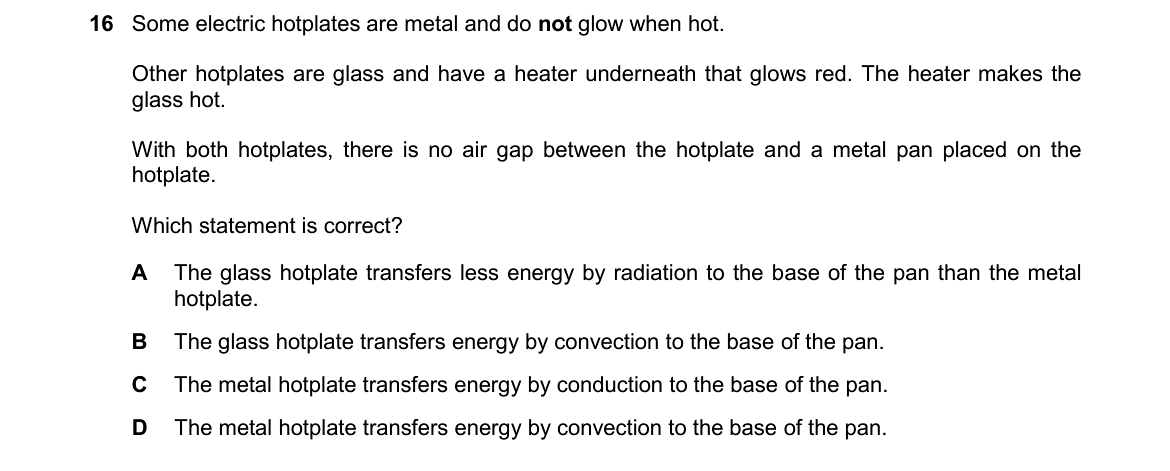 16 Some electric hotplates are metal and do not glow when hot.
Other hotplates are glass and have a heater underneath that glows red. The heater makes the
glass hot.
With both hotplates, there is no air gap between the hotplate and a metal pan placed on the
hotplate.
Which statement is correct?
A The glass hotplate transfers less energy by radiation to the base of the pan than the metal
hotplate.
B The glass hotplate transfers energy by convection to the base of the pan.
C The metal hotplate transfers energy by conduction to the base of the pan.
D The metal hotplate transfers energy by convection to the base of the pan.